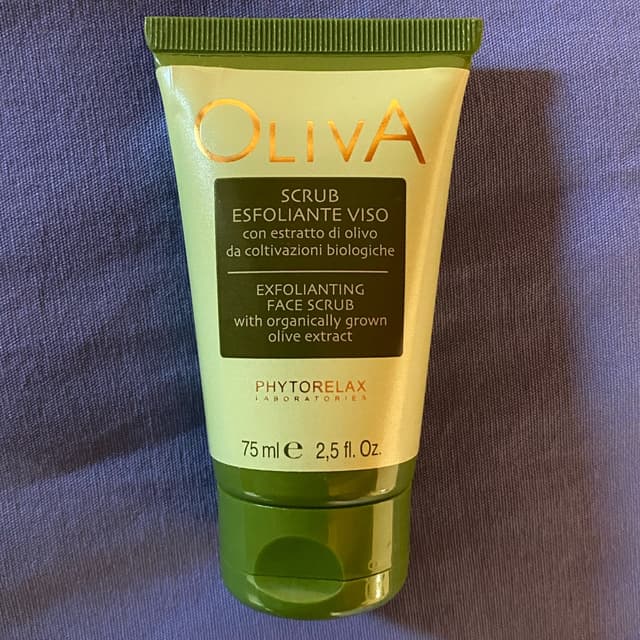 OLIVA
SCRUB
ESFOLIANTE VISO
con estratto di olivo
da coltivazioni biologiche
EXFOLIANTING
FACE SCRUB
with organically grown
olive extract
PHYTORELAX
LABORATORIES
75 ml e 2,5 fl. Oz.